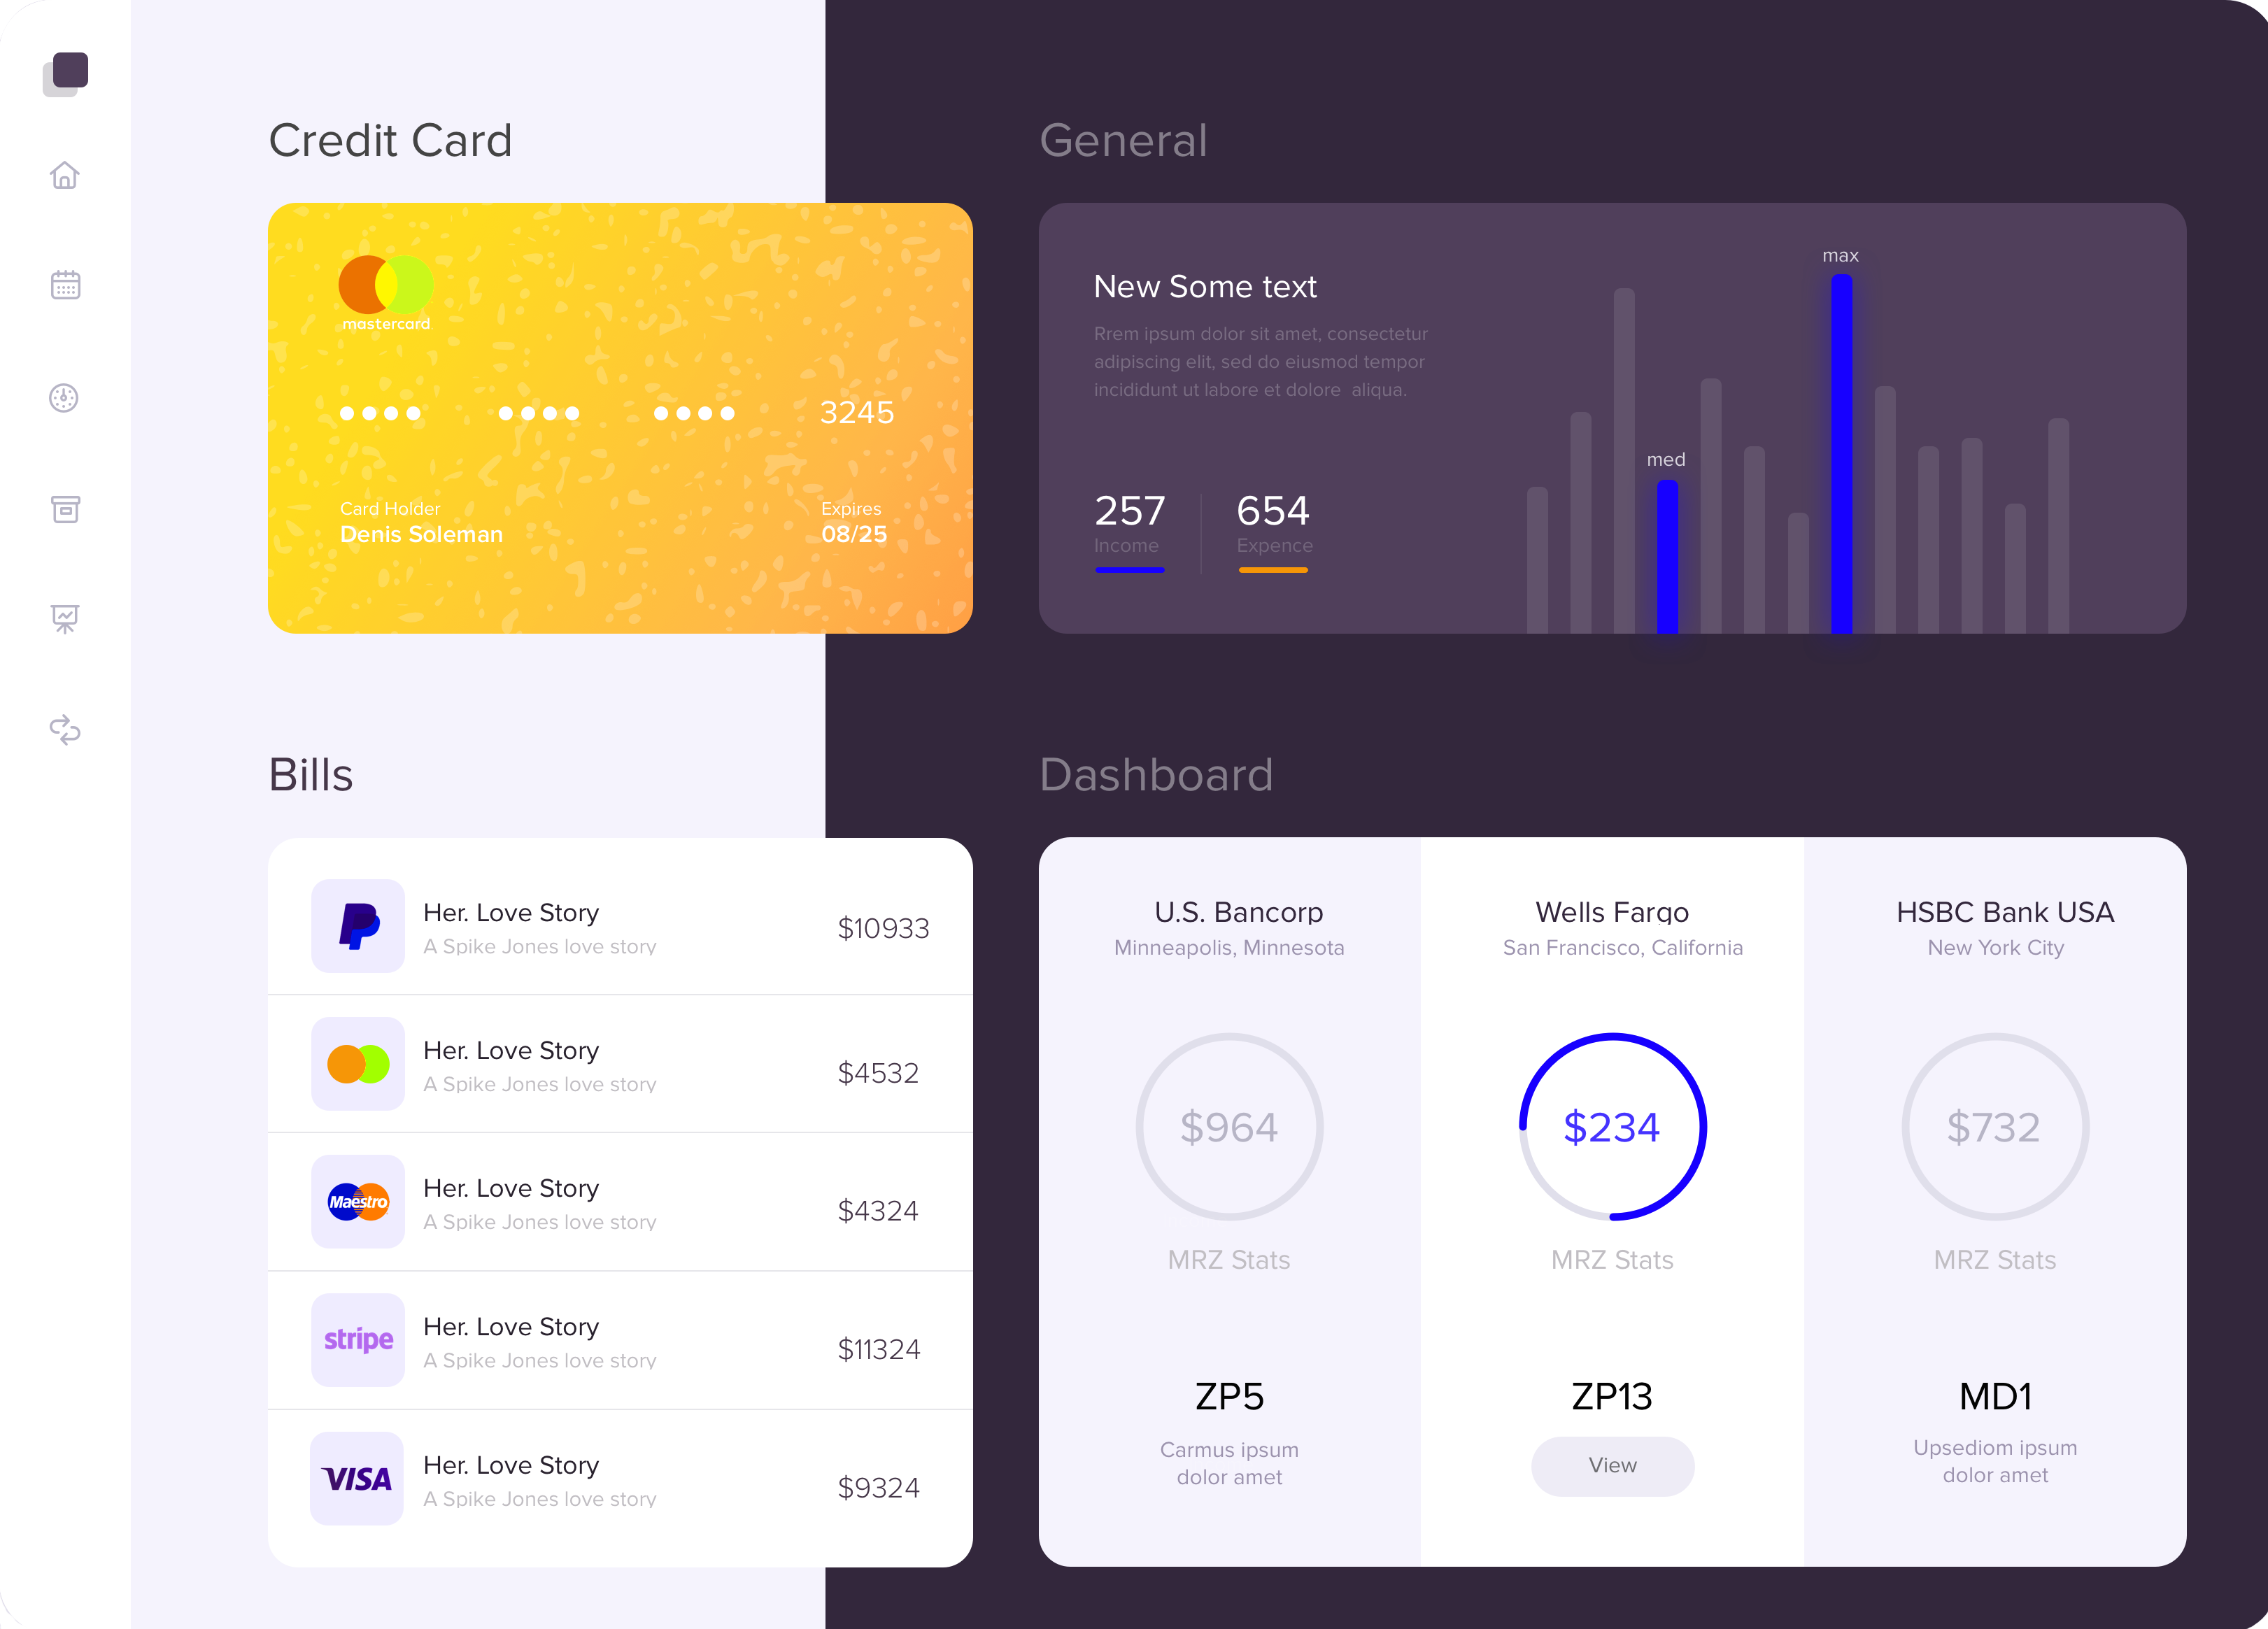 Credit Card
mastercard
3245
Card Holder
Denis Soleman
Expires
08/25
General
New Some text
Rrem ipsum dolor sit amet, consectetur
adipiscing elit, sed do eiusmod tempor
incididunt ut labore et dolore  aliqua.
257
Income
654
Expence
med
max
Bills
Her. Love Story
A Spike Jones love story
$10933
Her. Love Story
A Spike Jones love story
$4532
Maestro
Her. Love Story
A Spike Jones love story
$4324
stripe
Her. Love Story
A Spike Jones love story
$11324
VISA
Her. Love Story
A Spike Jones love story
$9324
Dashboard
U.S. Bancorp
Minneapolis, Minnesota
$964
MRZ Stats
ZP5
Carmus ipsum
dolor amet
Wells Fargo
San Francisco, California
$234
MRZ Stats
ZP13
View
HSBC Bank USA
New York City
$732
MRZ Stats
MD1
Upsediom ipsum
dolor amet